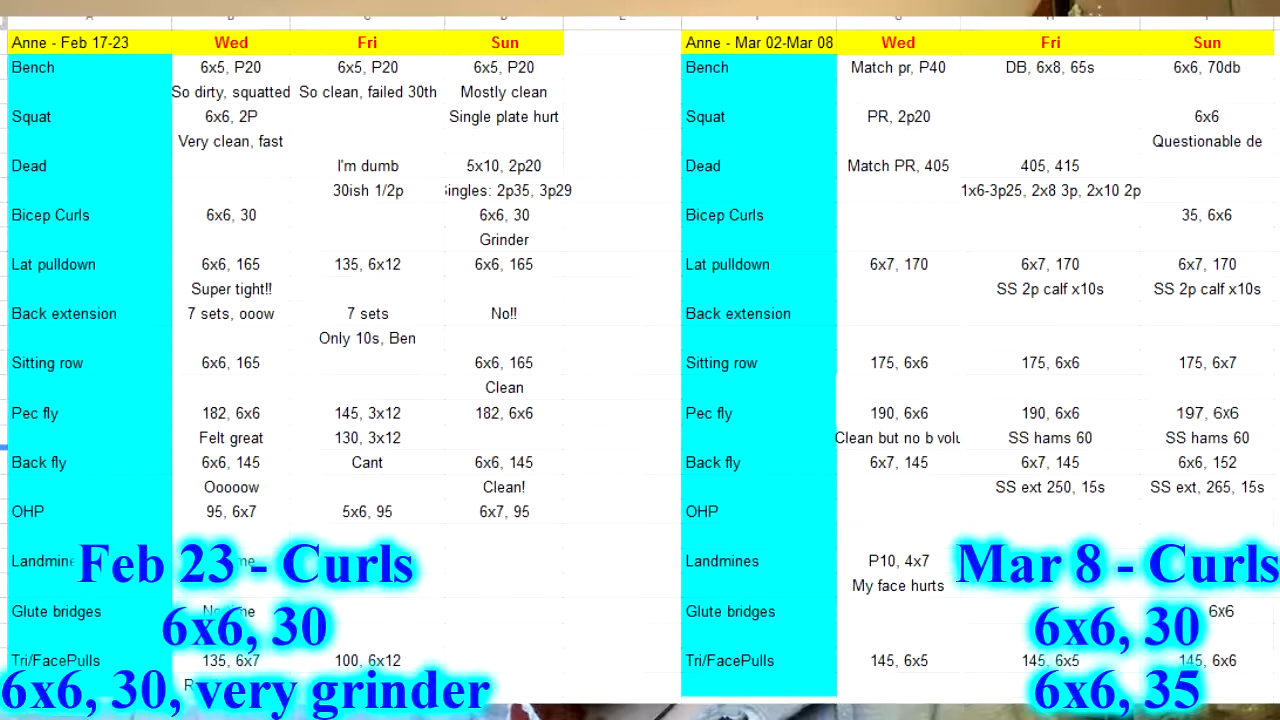 Anne - Feb 17-23 Wed Fri Sun
Bench 6x5, P20 6x5, P20 6x5, P20
So dirty, squatted So clean, failed 30th Mostly clean
Squat 6x6, 2P Single plate hurt
Very clean, fast
Dead I'm dumb 5x10, 2p20
30ish 1/2p ingles: 2p35, 3p29
Bicep Curls 6x6, 30 6x6, 30
Grinder
Lat pulldown 6x6, 165 135, 6x12 6x6, 165
Super tight!!
Back extension 7 sets, ooow 7 sets No!!
Only 10s, Ben
Sitting row 6x6, 165 6x6, 165
Clean
Pec fly 182, 6x6 145, 3x12 182, 6x6
Felt great 130, 3x12
Back fly 6x6, 145 Cant 6x6, 145
Ooooow Clean!
OHP 95, 6x7 5x6, 95 6x7, 95
Landmine
Glute bridges
Tri/FacePulls 135, 6x7 100, 6x12
Anne - Mar 02-Mar 08 Wed Fri Sun
Bench Match pr, P40 DB, 6x8, 65s 6x6, 70db
Squat PR, 2p20 6x6
Questionable de
Dead Match PR, 405 405, 415
1x6-3p25, 2x8 3p, 2x10 2p
Bicep Curls 35, 6x6
Lat pulldown 6x7, 170 6x7, 170 6x7, 170
SS 2p calf x10s SS 2p calf x10s
Back extension
Sitting row 175, 6x6 175, 6x6 175, 6x7
Pec fly 190, 6x6 190, 6x6 197, 6x6
Clean but no b volu SS hams 60 SS hams 60
Back fly 6x7, 145 6x7, 145 6x6, 152
SS ext 250, 15s SS ext, 265, 15s
OHP
Landmines P10, 4x7
My face hurts
Glute bridges 6x6
Tri/FacePulls 145, 6x5 145, 6x5 145, 6x6
Feb 23 - Curls
6x6, 30
6x6, 30, very grinder
Mar 8 - Curls
6x6, 30
6x6, 35